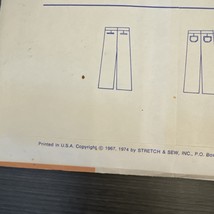 Printed in U.S.A. Copyright © 1967, 1974 by STRETCH & SEW, INC., P.O. Box